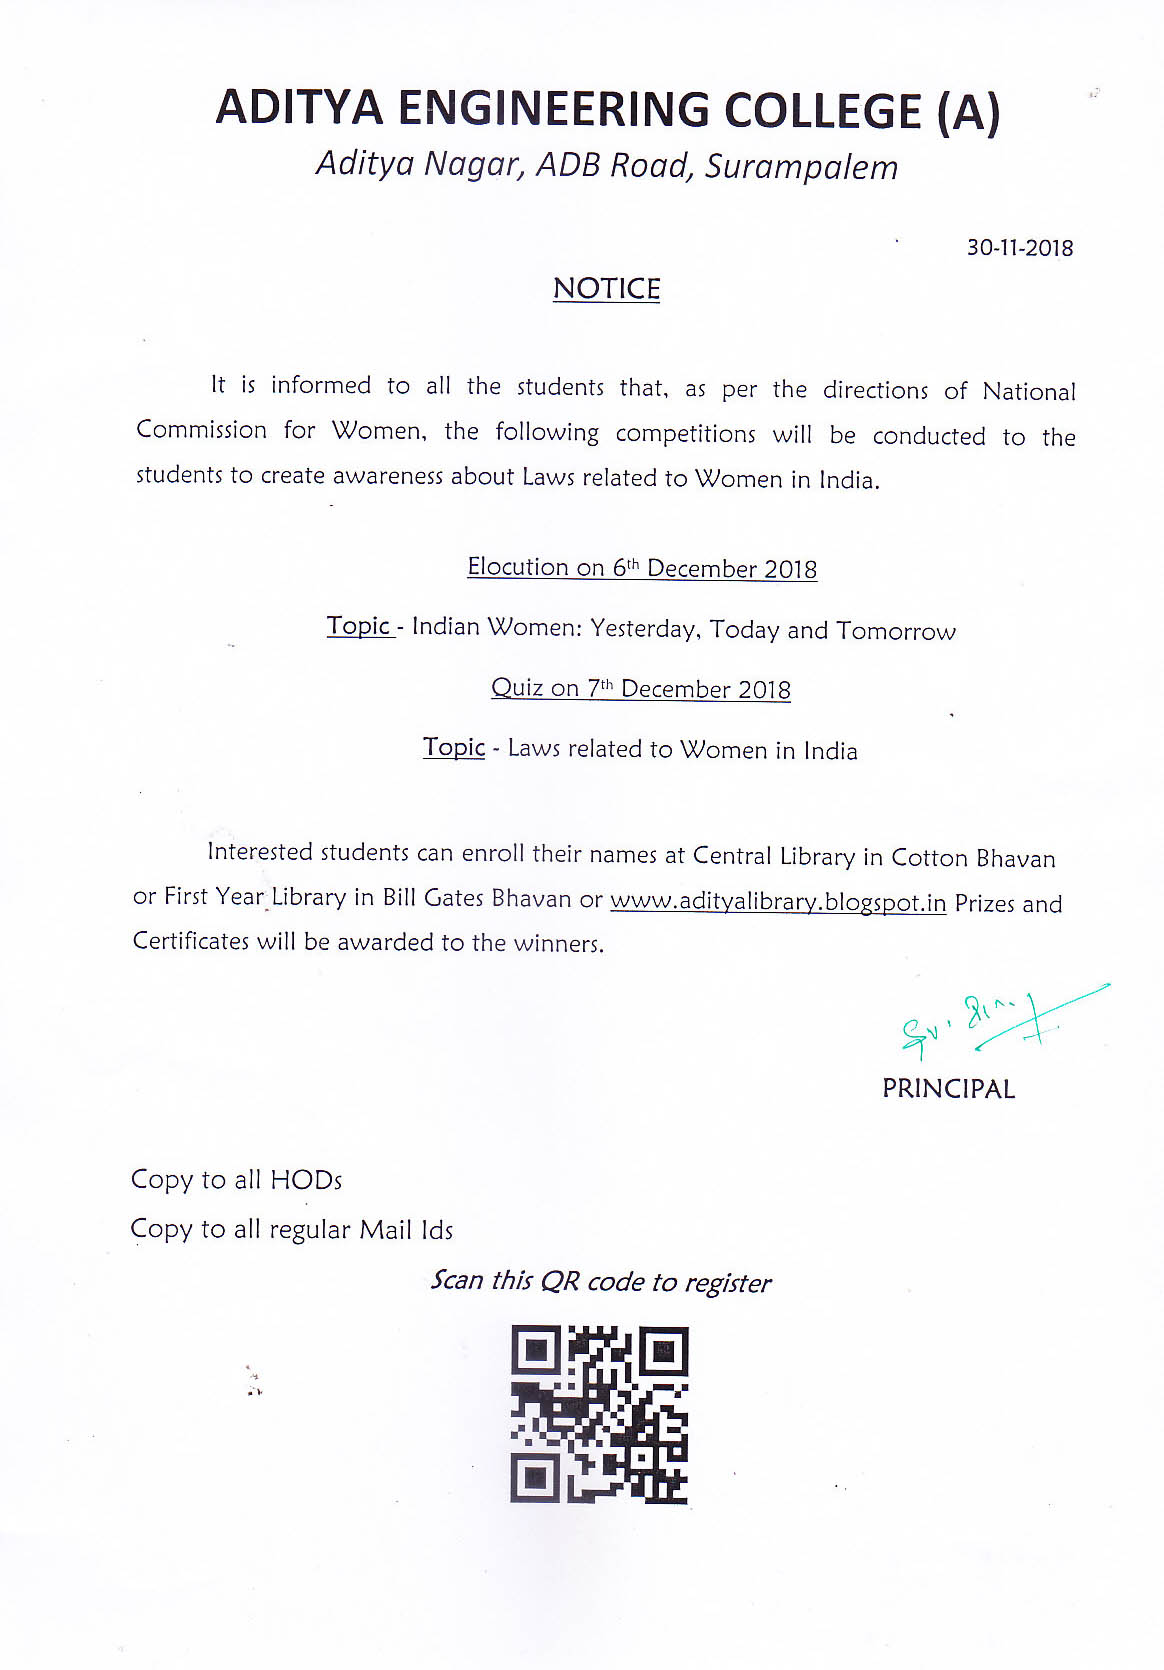 ADITYA ENGINEERING COLLEGE (A)
Aditya Nagar, ADB Road, Surampalem
30-11-2018
NOTICE
It is informed to all the students that, as per the directions of National
Commission for Women, the following competitions will be conducted to the
students to create awareness about Laws related to Women in India.
Elocution on 6th December 2018
Topic - Indian Women: Yesterday, Today and Tomorrow
Quiz on 7th December 2018
Topic - Laws related to Women in India
Interested students can enroll their names at Central Library in Cotton Bhavan
or First Year Library in Bill Gates Bhavan or www.adityalibrary.blogspot.in Prizes and
Certificates will be awarded to the winners.
PRINCIPAL
Copy to all HODs
Copy to all regular Mail Ids
Scan this QR code to register